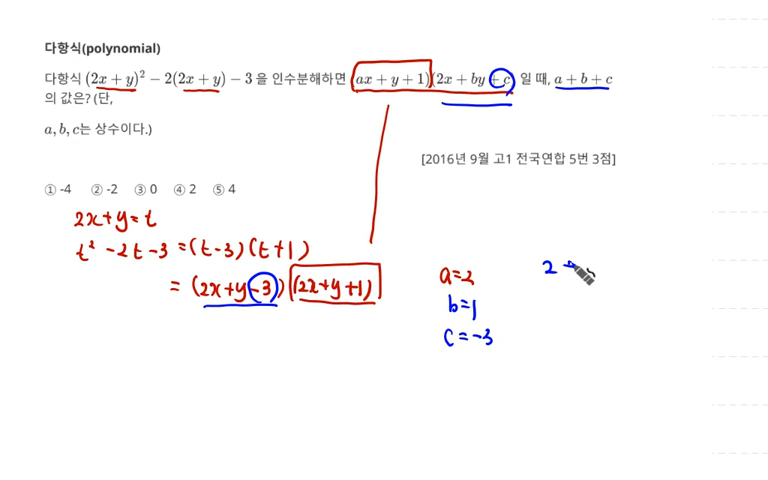 다항식(polynomial)
다항식 (2x + y)² − 2(2x + y) − 3 을 인수분해하면 (ax + y + 1)(2x + by + c) 일 때, a + b + c
의 값은? (단,
a, b, c는 상수이다.)
[2016년 9월 고1 전국연합 5번 3점]
① -4 ② -2 ③ 0 ④ 2 ⑤ 4
2x+y=t
t² -2t-3 =(t-3)(t+1)
= (2x+y-3)(2x+y+1)
a=2
b=1
c=-3
2